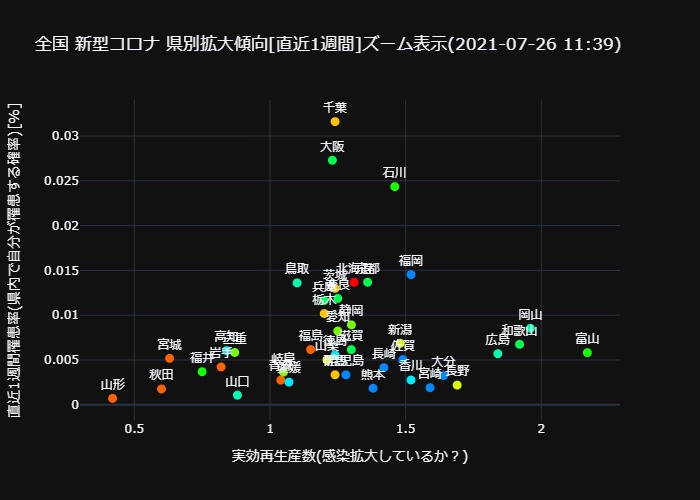 全国 新型コロナ 県別拡大傾向[直近1週間]ズーム表示(2021-07-26 11:39)
直近1週間罹患率(県内で自分が罹患する確率)[%]
0.03
0.025
0.02
0.015
0.01
0.005
0
千葉
大阪
石川
福岡
鳥取
北海道
京都
茨城
兵庫
奈良
栃木
静岡
愛知
岡山
和歌山
広島
富山
新潟
佐賀
滋賀
福島
宮城
高知
三重
岩手
福井
岐阜
長崎
香川
大分
宮崎
長野
熊本
山口
秋田
山形
0.5
1
1.5
2
実効再生産数(感染拡大しているか？)